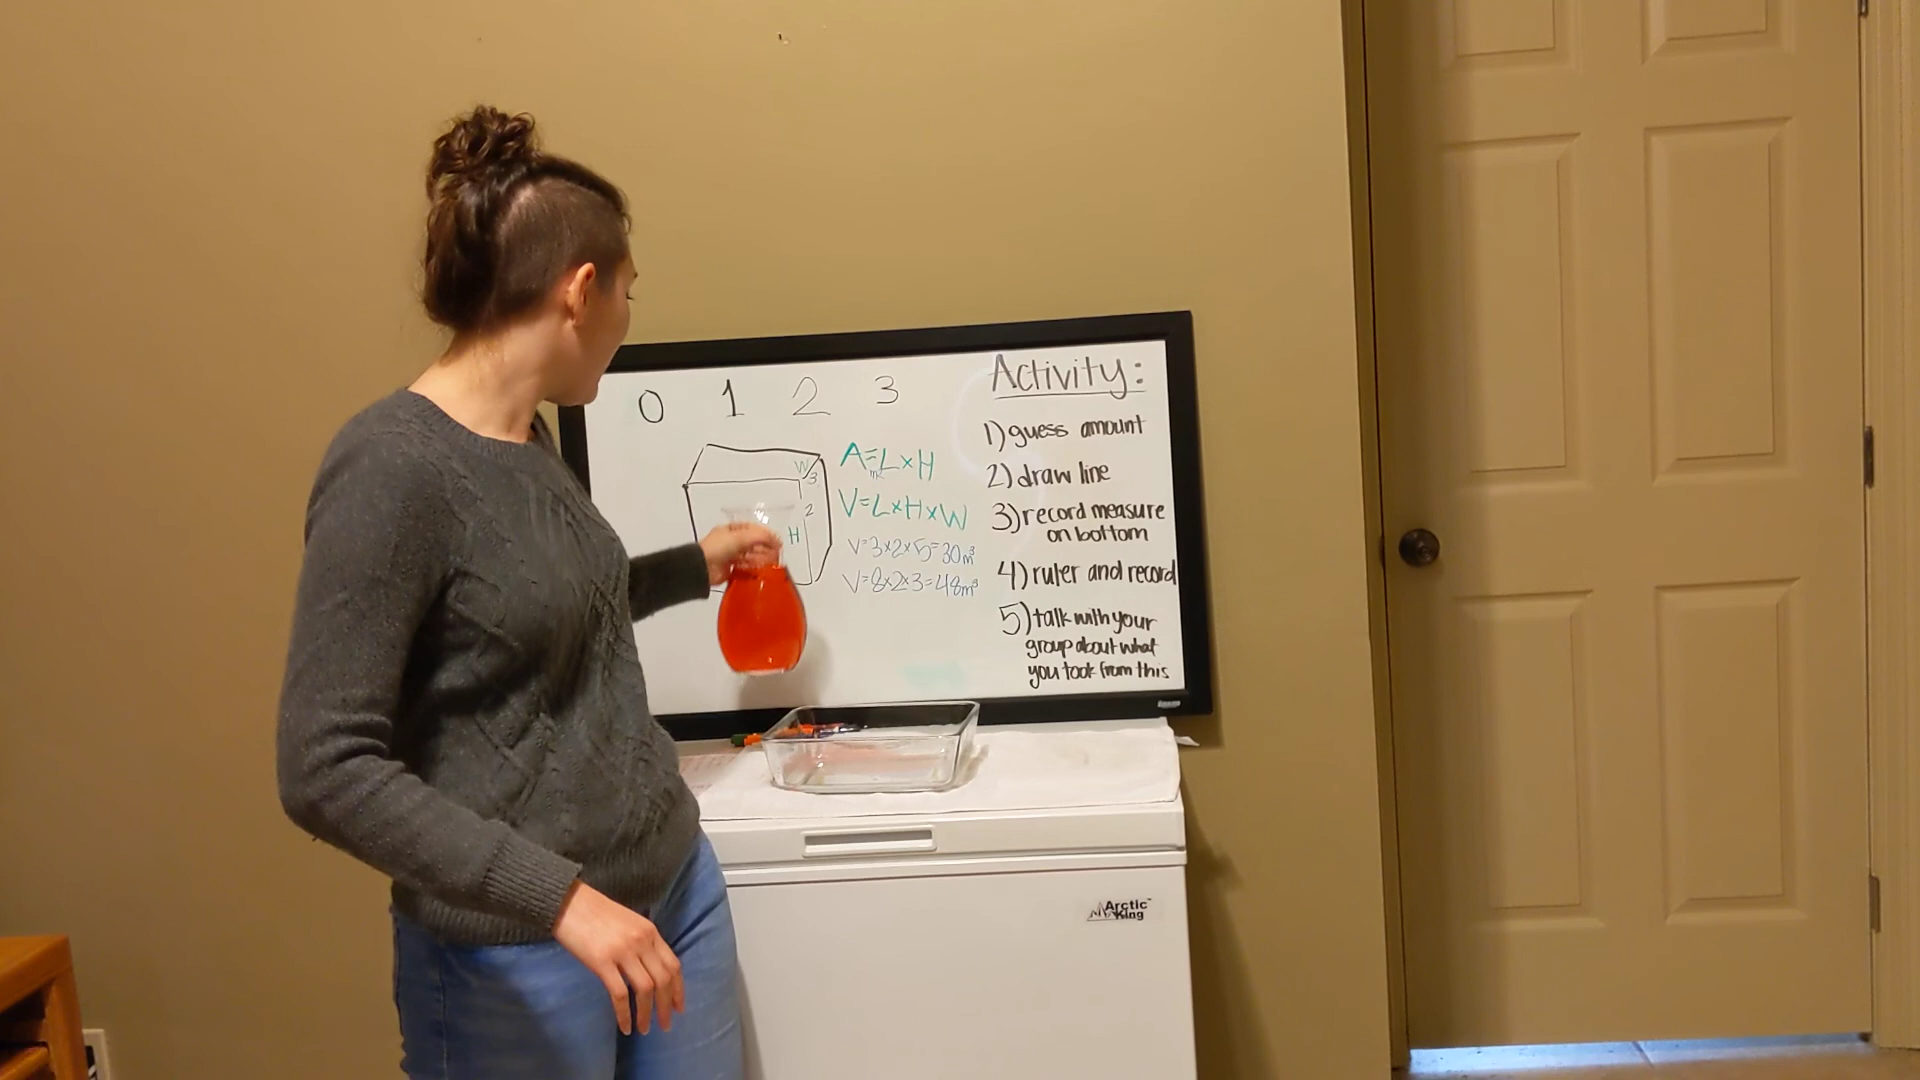 0 1 2 3
W
3
2
H
A=L×H
V=L×H×W
V=3×2×5=30m³
V=8×2×3=48m³
Activity:
1) guess amount
2) draw line
3) record measure
on bottom
4) ruler and record
5) talk with your
group about what
you took from this
Arctic
King